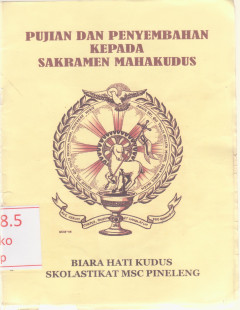 PUJIAN DAN PENYEMBAHAN
KEPADA
SAKRAMEN MAHAKUDUS
8.5
ko
p
BIARA HATI KUDUS
SKOLASTIKAT MSC PINELENG